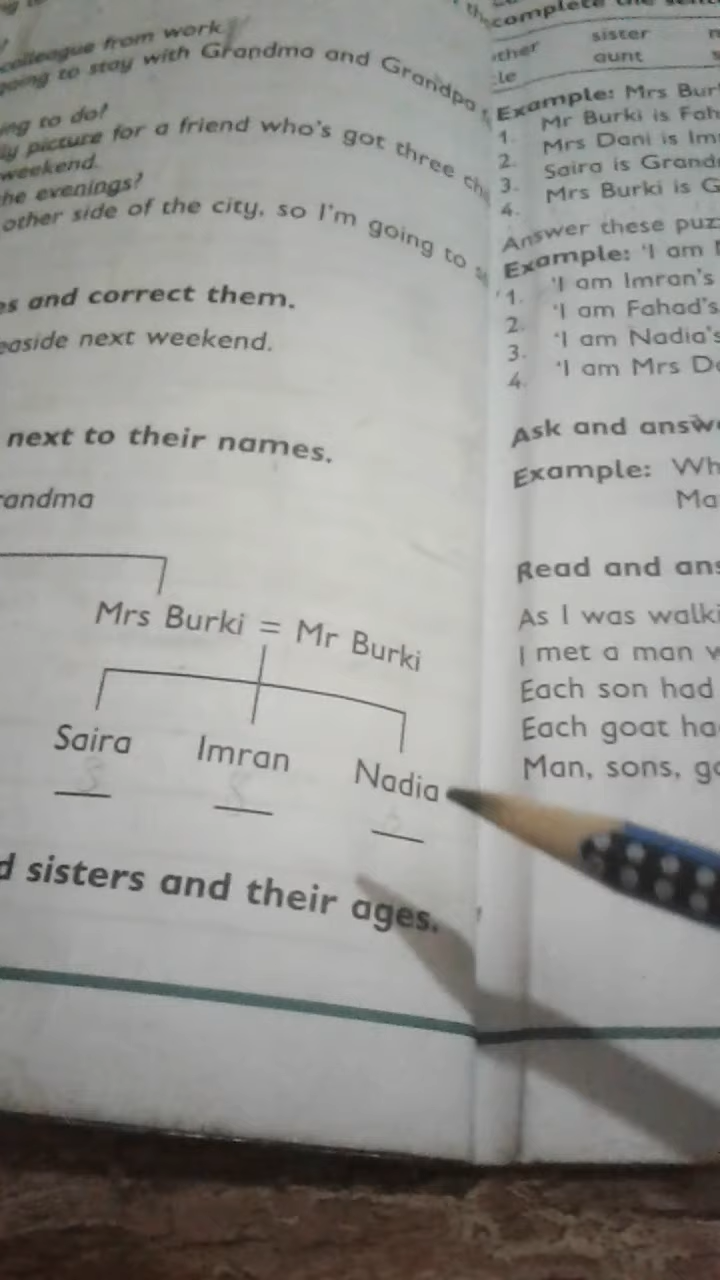 colleague from work
going to stay with Grandma and Grandpa
ing to do?
ly picture for a friend who's got three
weekend.
he evenings?
other side of the city, so I'm going to
es and correct them.
easide next weekend.
next to their names.
randma
Mrs Burki = Mr Burki
Saira Imran Nadia
d sisters and their ages.
complete the
ther sister
le aunt
Example: Mrs Bur
1. Mr Burki is Fah
2. Mrs Dani is Im
3. Saira is Grand
4. Mrs Burki is G
Answer these puz
Example: 'I am
1. 'I am Imran's
2. 'I am Fahad's
3. 'I am Nadia's
4. 'I am Mrs D
Ask and answ
Example: Wh
Ma
Read and ans
As I was walki
I met a man w
Each son had
Each goat ha
Man, sons, go